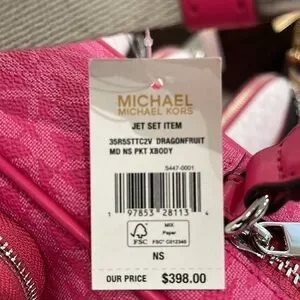 MICHAEL
MICHAEL KORS
JET SET ITEM
35R5STTC2V DRAGONFRUIT
MD NS PKT XBODY
S447-0001
1 97853 28113 4
FSC
MIX
Paper
FSC® C012345
NS
OUR PRICE $398.00